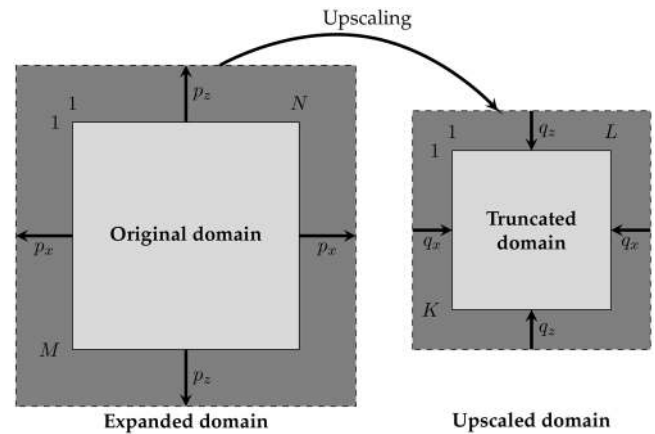 Upscaling
1
N
p_z
1
1
L
q_z
1
Original domain
Truncated
domain
p_x
p_x
q_x
q_x
K
q_z
M
p_z
Expanded domain
Upscaled domain